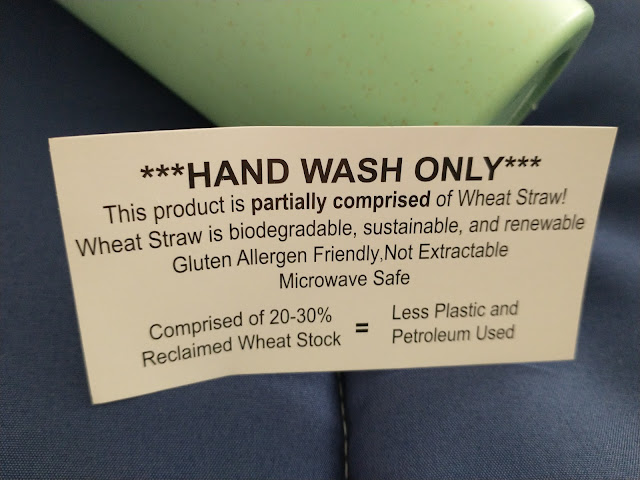 ***HAND WASH ONLY***
This product is partially comprised of Wheat Straw!
Wheat Straw is biodegradable, sustainable, and renewable
Gluten Allergen Friendly,Not Extractable
Microwave Safe
Comprised of 20-30%
Reclaimed Wheat Stock
=
Less Plastic and
Petroleum Used